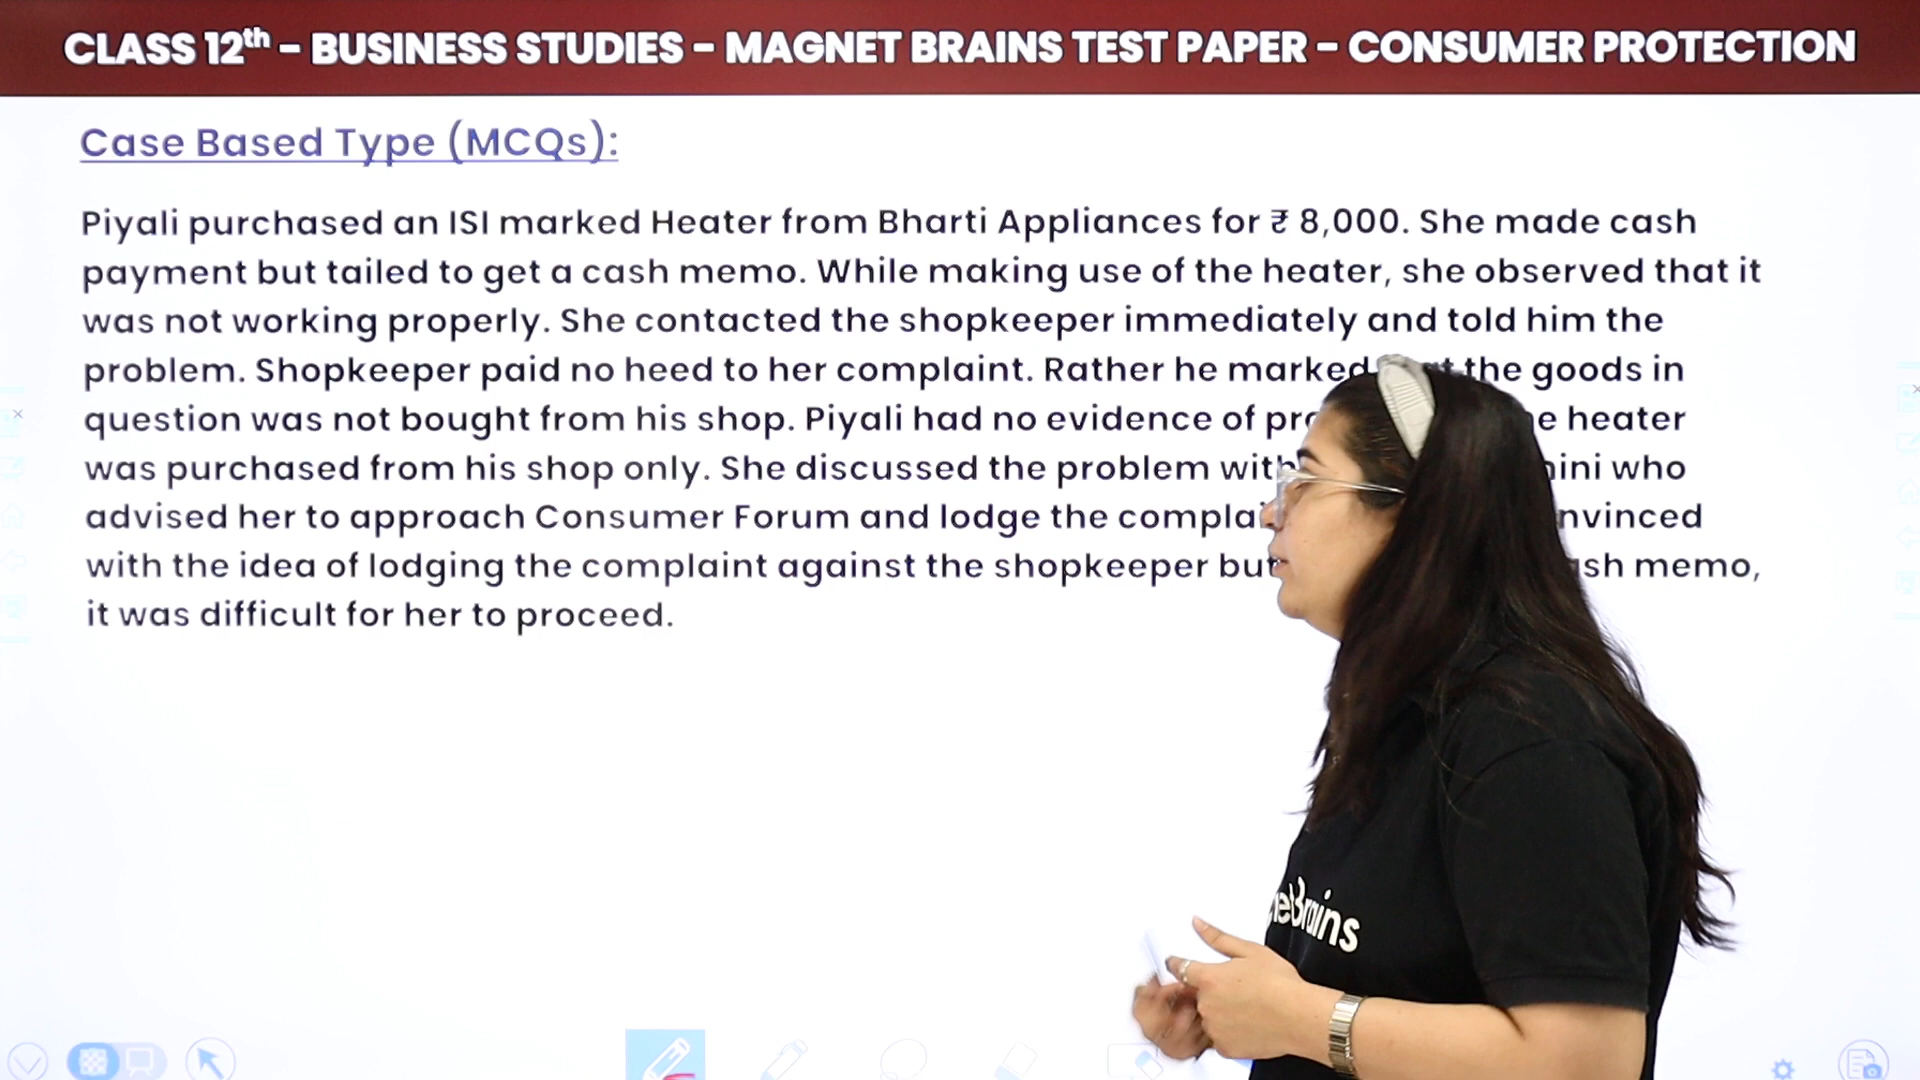 CLASS 12th – BUSINESS STUDIES – MAGNET BRAINS TEST PAPER – CONSUMER PROTECTION
Case Based Type (MCQs):
Piyali purchased an ISI marked Heater from Bharti Appliances for ₹ 8,000. She made cash
payment but tailed to get a cash memo. While making use of the heater, she observed that it
was not working properly. She contacted the shopkeeper immediately and told him the
problem. Shopkeeper paid no heed to her complaint. Rather he marked the goods in
question was not bought from his shop. Piyali had no evidence of heater
was purchased from his shop only. She discussed the problem with who
advised her to approach Consumer Forum and lodge the
with the idea of lodging the complaint against the shopkeeper but memo,
it was difficult for her to proceed.
Brains